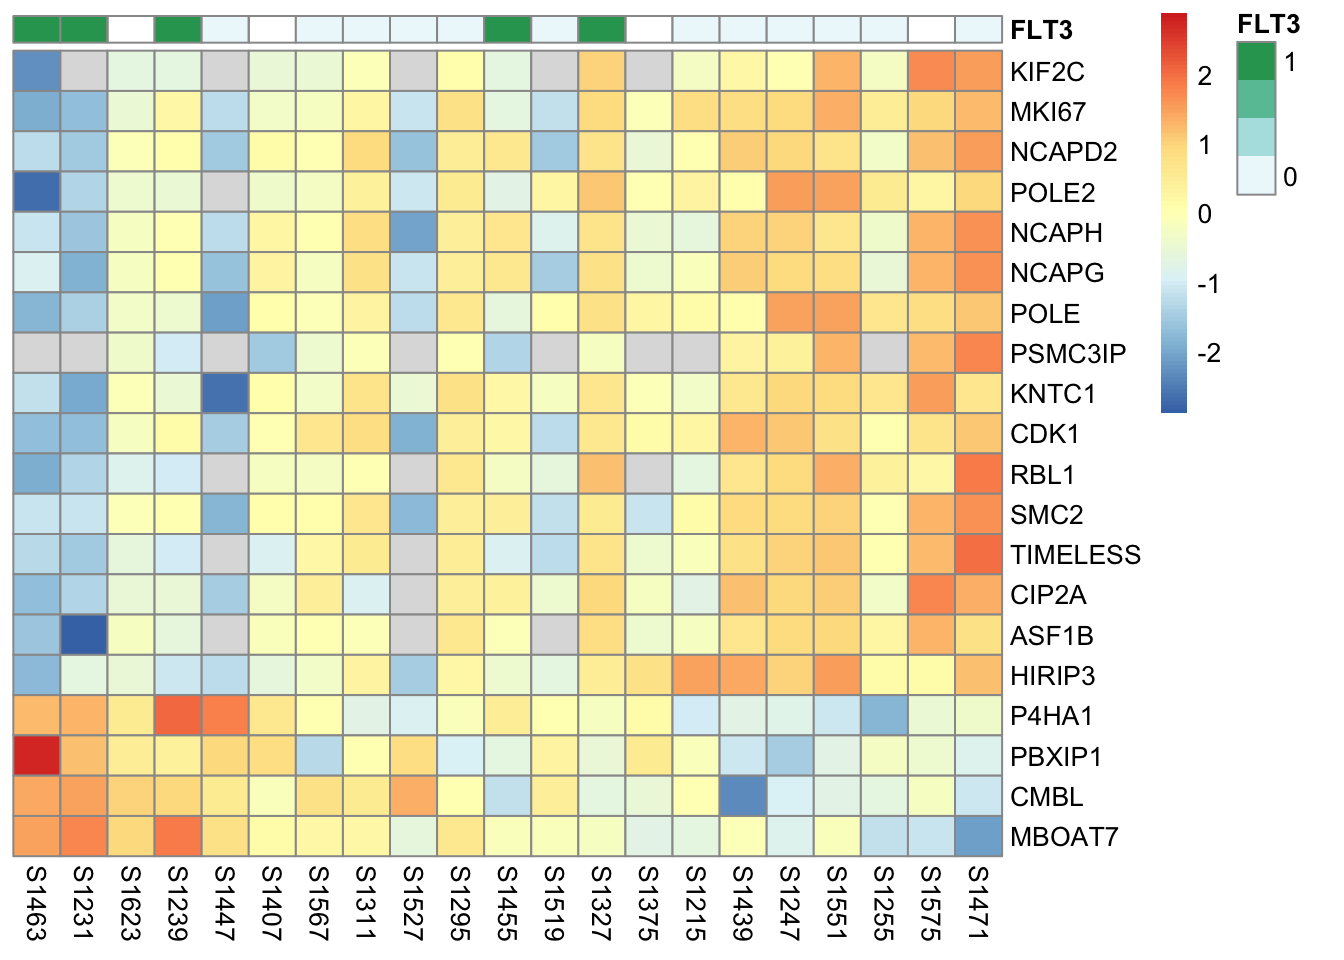 FLT3
KIF2C
MKI67
NCAPD2
POLE2
NCAPH
NCAPG
POLE
PSMC3IP
KNTC1
CDK1
RBL1
SMC2
TIMELESS
CIP2A
ASF1B
HIRIP3
P4HA1
PBXIP1
CMBL
MBOAT7
S1463
S1231
S1623
S1239
S1447
S1407
S1567
S1311
S1527
S1295
S1455
S1519
S1327
S1375
S1215
S1439
S1247
S1551
S1255
S1575
S1471
2
1
0
-1
-2
FLT3
1
0